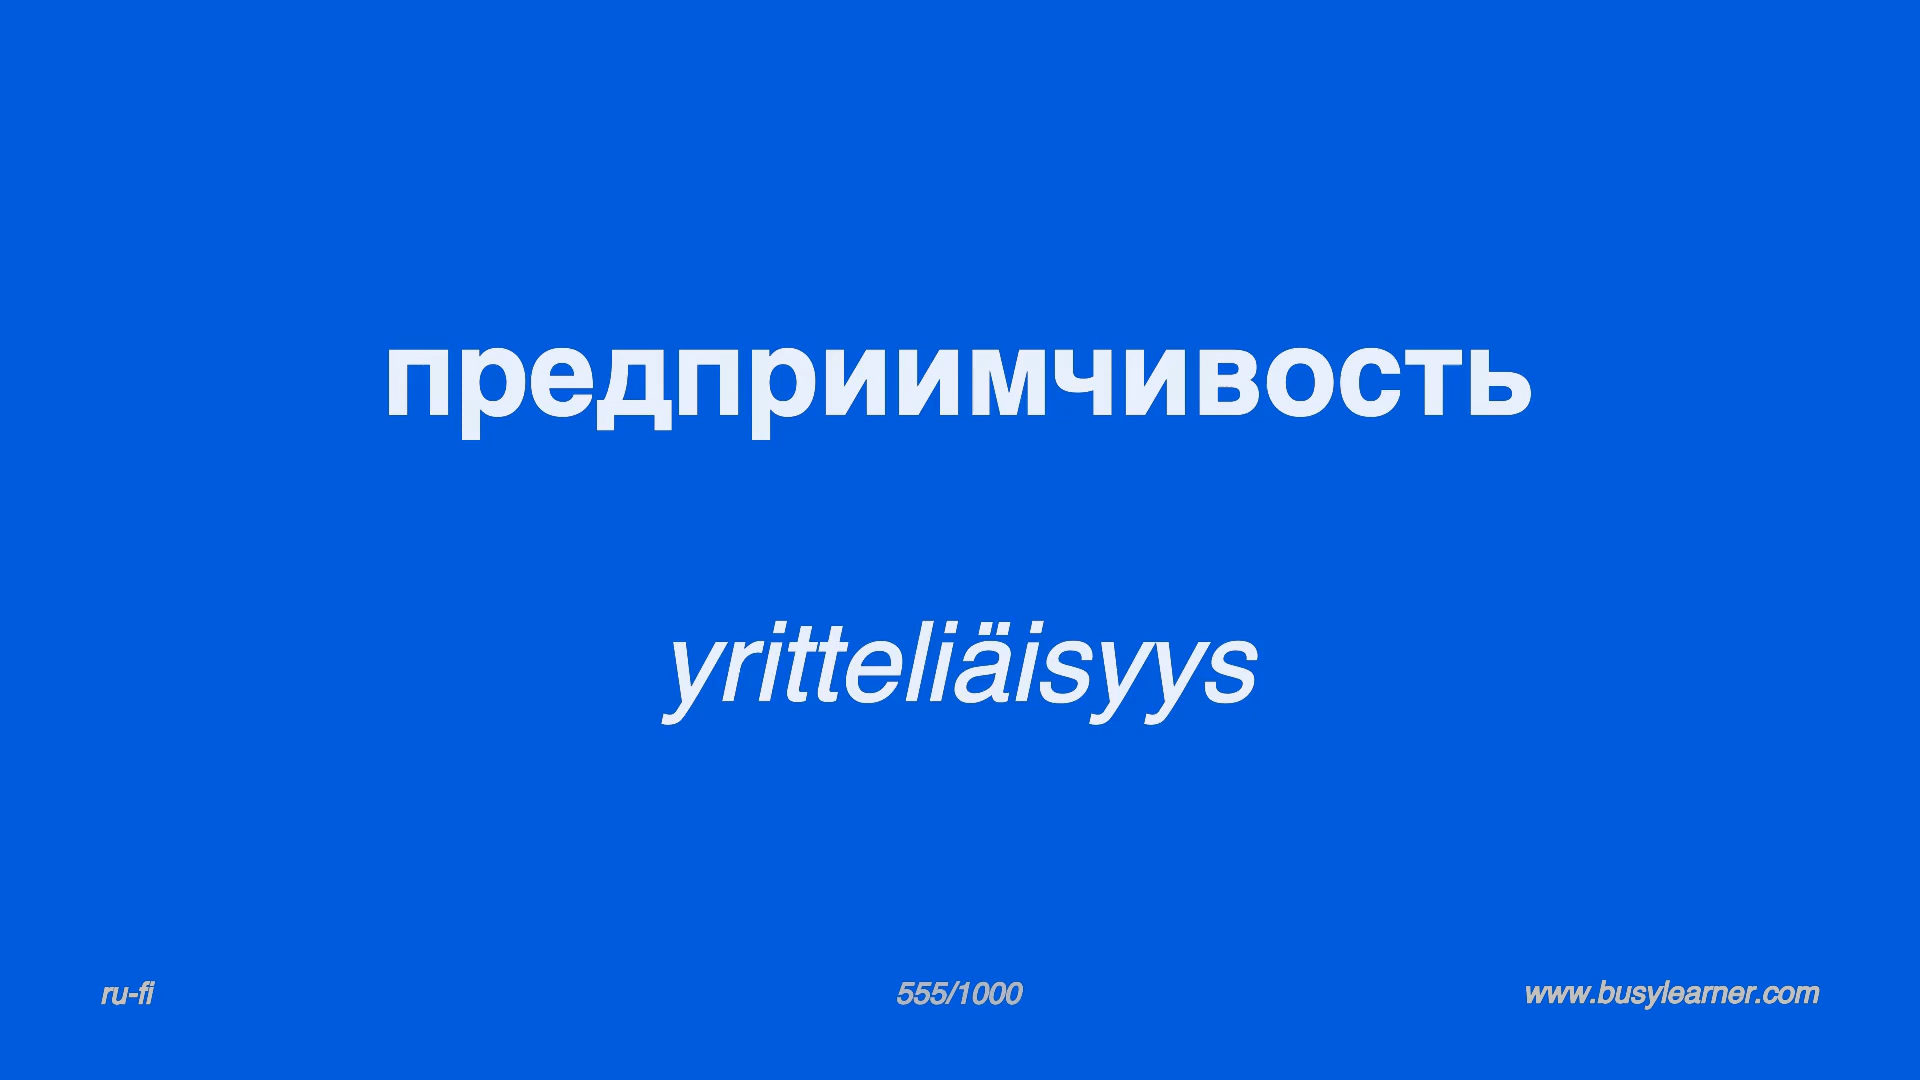 предприимчивость
yritteliäisyys
ru-fi
555/1000
www.busylearner.com